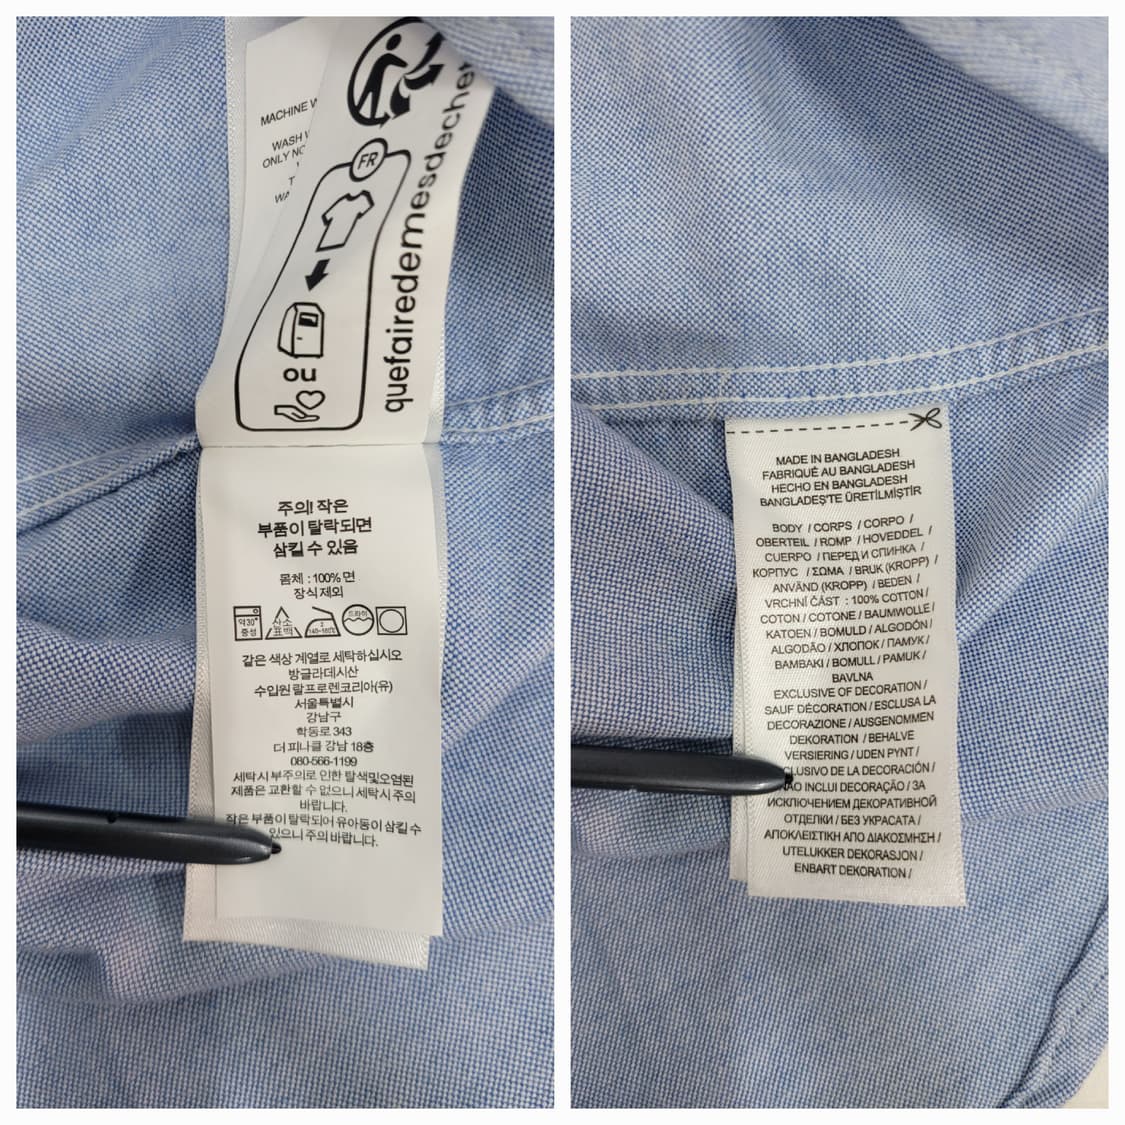 MACHINE
WASH
ONLY
FR
OU
quefairedemesdeche
주의! 작은
부품이 탈락되면
삼킬 수 있음
몸체 : 100% 면
장식 제외
약30°
중성
산소
표백
140~160℃
드라이
같은 색상 계열로 세탁하십시오
방글라데시산
수입원 랄프로렌코리아(유)
서울특별시
강남구
학동로 343
더 피나클 강남 18층
080-566-1199
세탁시 부주의로 인한 탈색및오염된
제품은 교환할 수 없으니 세탁시 주의
바랍니다.
작은 부품이 탈락되어 유아동이 삼킬 수
있으니 주의 바랍니다.
MADE IN BANGLADESH
FABRIQUÉ AU BANGLADESH
HECHO EN BANGLADESH
BANGLADEŞ'TE ÜRETİLMİŞTİR
BODY / CORPS / CORPO /
OBERTEIL / ROMP / HOVEDDEL /
CUERPO / ПЕРЕД И СПИНКА /
КОРПУС / ΣΩΜΑ / BRUK (KROPP) /
ANVÄND (KROPP) / BEDEN /
VRCHNÍ ČÁST : 100% COTTON /
COTON / COTONE / BAUMWOLLE /
KATOEN / BOMULD / ALGODÓN /
ALGODÃO / ХЛОПОК / ПАМУК /
BAMBAKI / BOMULL / PAMUK /
BAVLNA
EXCLUSIVE OF DECORATION /
SAUF DÉCORATION / ESCLUSA LA
DECORAZIONE / AUSGENOMMEN
DEKORATION / BEHALVE
VERSIERING / UDEN PYNT /
CLUSIVO DE LA DECORACIÓN /
NÃO INCLUI DECORAÇÃO / ЗА
ИСКЛЮЧЕНИЕМ ДЕКОРАТИВНОЙ
ОТДЕЛКИ / БЕЗ УКРАСАТА /
ΑΠΟΚΛΕΙΣΤΙΚΗ ΑΠΟ ΔΙΑΚΟΣΜΗΣΗ /
UTELUKKER DEKORASJON /
ENBART DEKORATION /